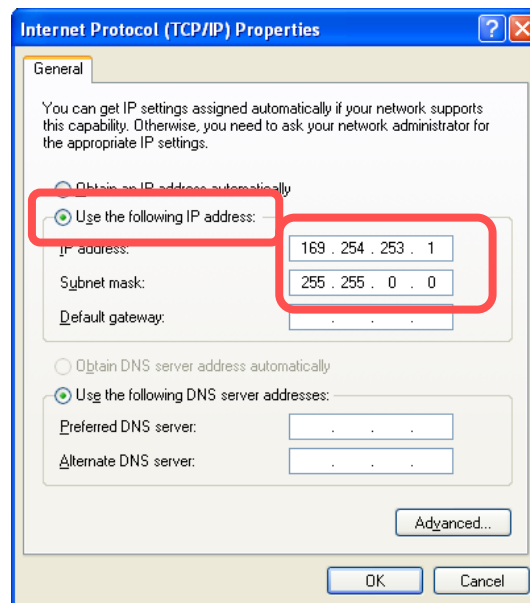 Internet Protocol (TCP/IP) Properties
General
You can get IP settings assigned automatically if your network supports
this capability. Otherwise, you need to ask your network administrator for
the appropriate IP settings.
Obtain an IP address automatically
Use the following IP address:
IP address: 169 . 254 . 253 . 1
Subnet mask: 255 . 255 . 0 . 0
Default gateway: . . .
Obtain DNS server address automatically
Use the following DNS server addresses:
Preferred DNS server: . . .
Alternate DNS server: . . .
Advanced...
OK Cancel